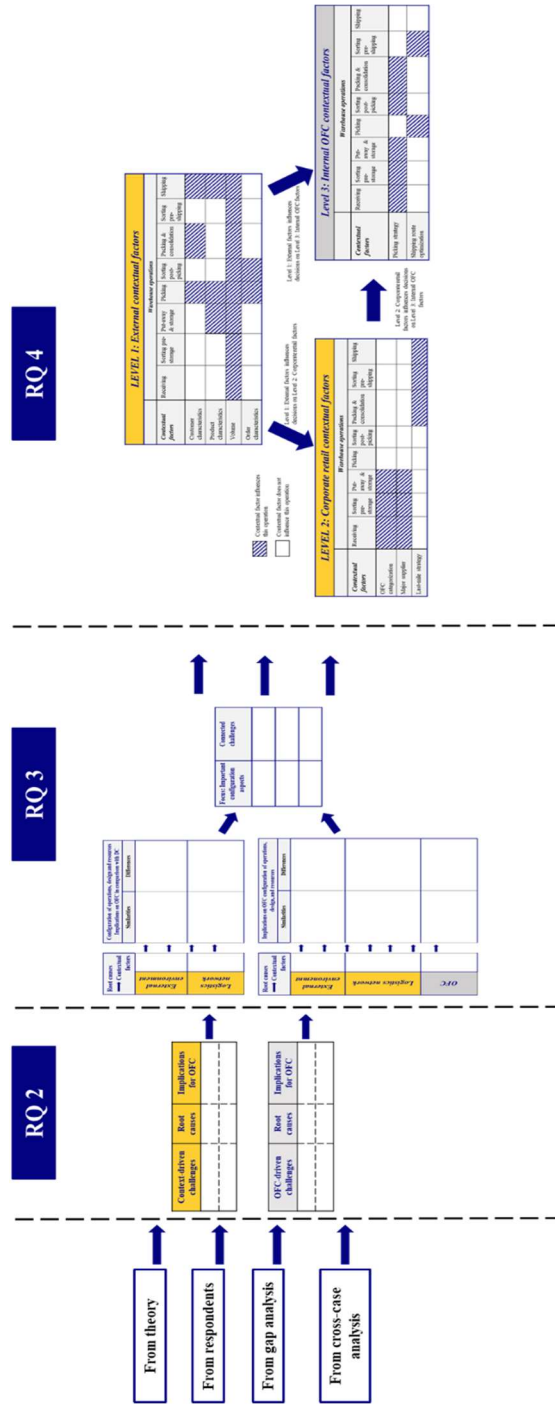 RQ 2
RQ 3
RQ 4
From theory
From respondents
From gap analysis
From cross-case
analysis
Context-driven
challenges
Root
causes
Implications
for OFC
OFC-driven
challenges
Root
causes
Implications
for OFC
Root causes
Contextual
factors
Configuration of operations, design and resources
Implications on OFC in comparison with DC
Similarities
Differences
External
environment
Logistics
network
Root causes
Contextual
factors
Implications on OFC configuration of operations,
design, and resources
Similarities
Differences
External
environment
Logistics network
OFC
Focus: Important
configuration
aspects
Connected
challenges
LEVEL 1: External contextual factors
Warehouse operations
Contextual
factors
Receiving
Sorting pre-
storage
Put-away
& storage
Picking
Sorting
post-
picking
Packing &
consolidation
Sorting
pre-
shipping
Shipping
Customer
characteristics
Product
characteristics
Volume
Order
characteristics
Contextual factor influences
this operation
Contextual factor does not
influence this operation
Level 1: External factors influences
decisions on Level 2: Corporate
factors
Level 1: External factors influences
decisions on Level 3: Internal OFC factors
LEVEL 2: Corporate retail contextual factors
Warehouse operations
Contextual
factors
Receiving
Sorting
pre-
storage
Put-
away &
storage
Picking
Sorting
post-
picking
Packing &
consolidation
Sorting
pre-
shipping
Shipping
OFC
categorization
Major supplier
Last-mile strategy
Level 2: Corporate
factors influences decisions
on Level 3: Internal OFC
factors
Level 3: Internal OFC contextual factors
Warehouse operations
Contextual
factors
Receiving
Sorting
pre-
storage
Put-
away &
storage
Picking
Sorting
post-
picking
Packing &
consolidation
Sorting
pre-
shipping
Shipping
Picking strategy
Shipping route
optimization